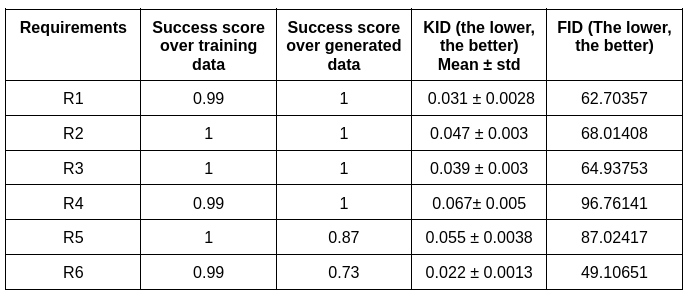 Requirements Success score over training data Success score over generated data KID (the lower, the better) Mean ± std FID (The lower, the better)
R1 0.99 1 0.031 ± 0.0028 62.70357
R2 1 1 0.047 ± 0.003 68.01408
R3 1 1 0.039 ± 0.003 64.93753
R4 0.99 1 0.067± 0.005 96.76141
R5 1 0.87 0.055 ± 0.0038 87.02417
R6 0.99 0.73 0.022 ± 0.0013 49.10651